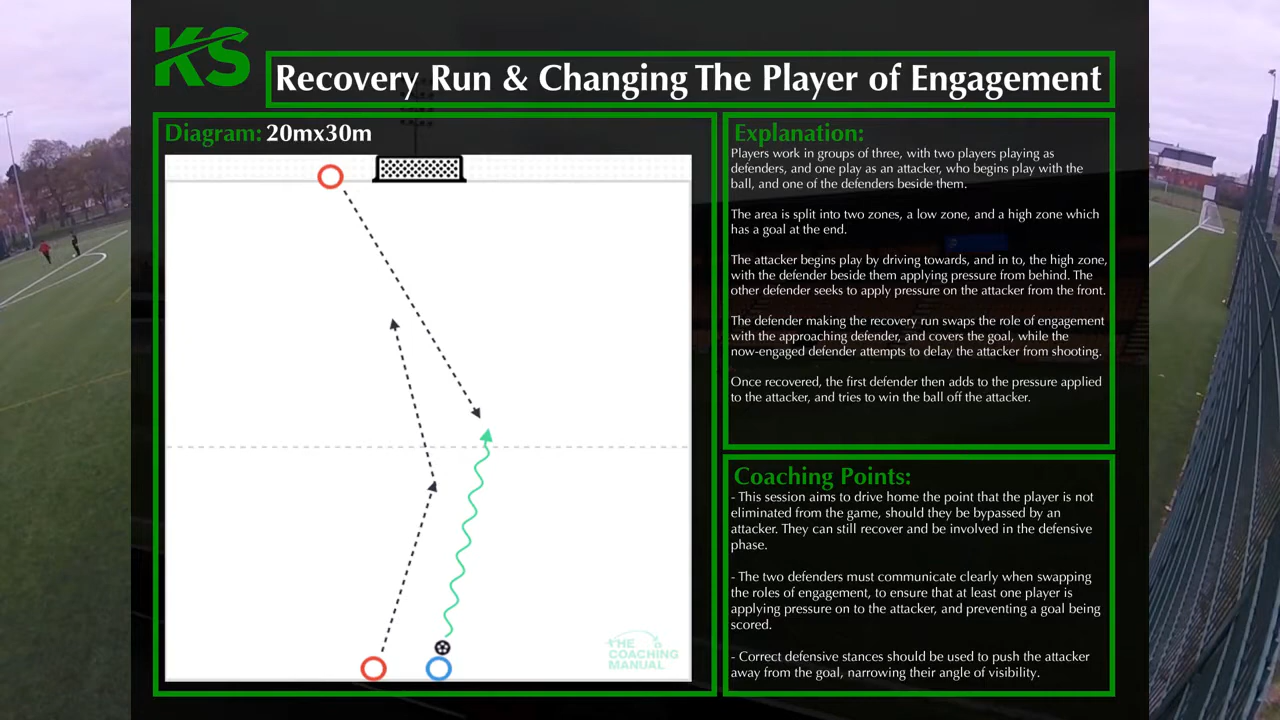 KS
Recovery Run & Changing The Player of Engagement
Diagram: 20mx30m
THE
COACHING
MANUAL
Explanation:
Players work in groups of three, with two players playing as
defenders, and one play as an attacker, who begins play with the
ball, and one of the defenders beside them.
The area is split into two zones, a low zone, and a high zone which
has a goal at the end.
The attacker begins play by driving towards, and in to, the high zone,
with the defender beside them applying pressure from behind. The
other defender seeks to apply pressure on the attacker from the front.
The defender making the recovery run swaps the role of engagement
with the approaching defender, and covers the goal, while the
now-engaged defender attempts to delay the attacker from shooting.
Once recovered, the first defender then adds to the pressure applied
to the attacker, and tries to win the ball off the attacker.
Coaching Points:
- This session aims to drive home the point that the player is not
eliminated from the game, should they be bypassed by an
attacker. They can still recover and be involved in the defensive
phase.
- The two defenders must communicate clearly when swapping
the roles of engagement, to ensure that at least one player is
applying pressure on to the attacker, and preventing a goal being
scored.
- Correct defensive stances should be used to push the attacker
away from the goal, narrowing their angle of visibility.